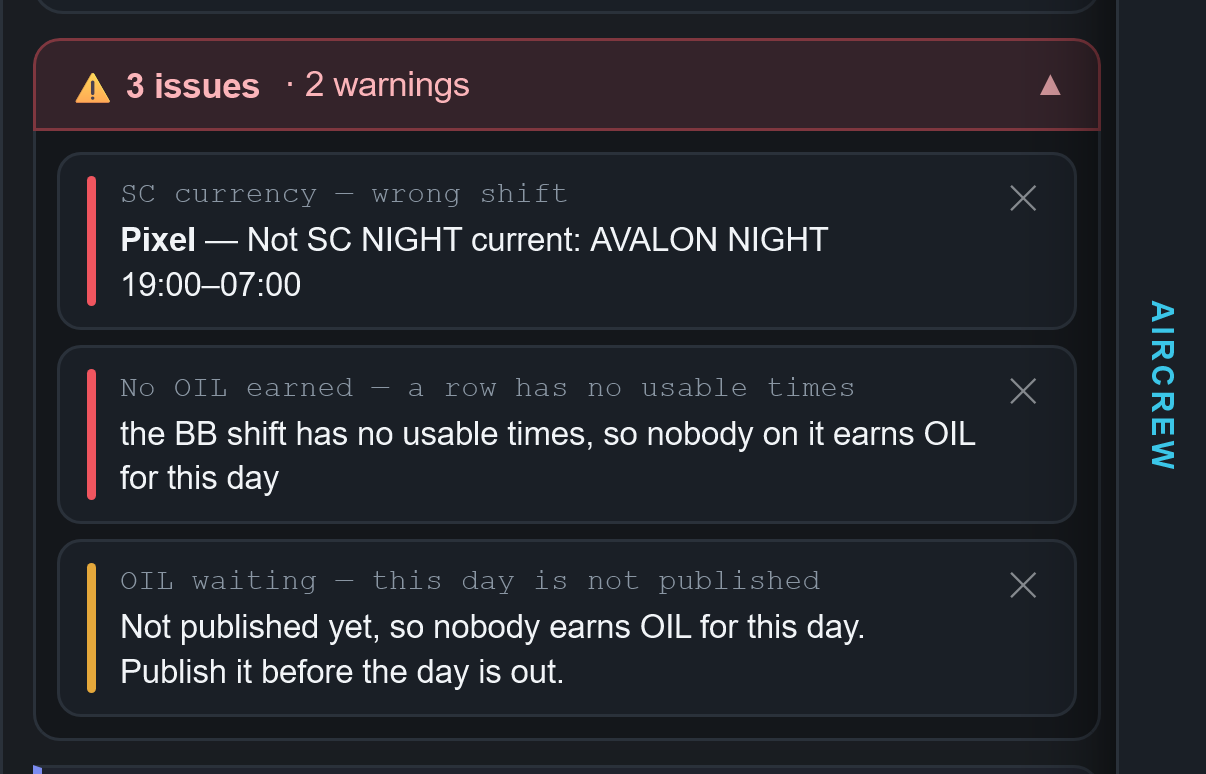 ⚠️ 3 issues · 2 warnings ▲
SC currency — wrong shift
Pixel — Not SC NIGHT current: AVALON NIGHT
19:00–07:00
No OIL earned — a row has no usable times
the BB shift has no usable times, so nobody on it earns OIL
for this day
OIL waiting — this day is not published
Not published yet, so nobody earns OIL for this day.
Publish it before the day is out.
AIRCREW